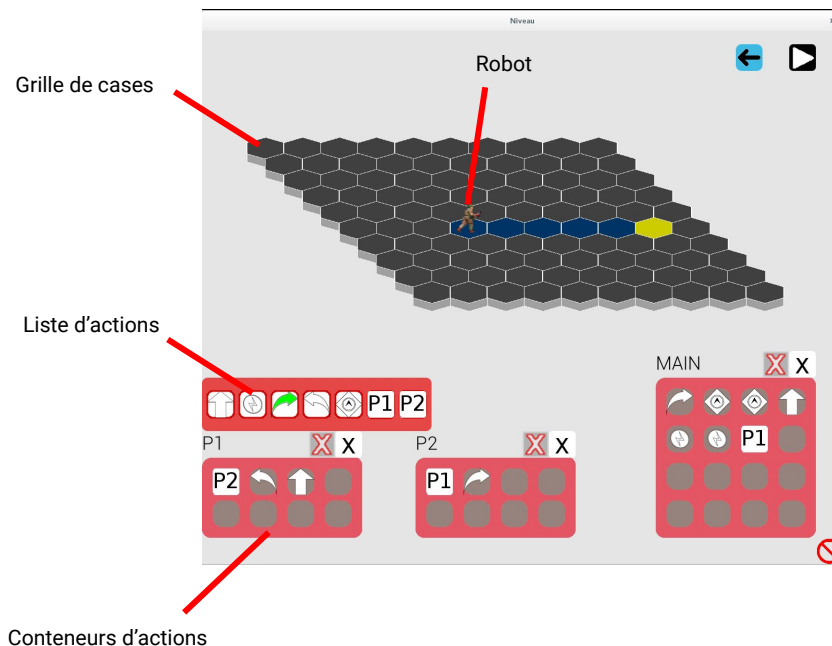 Niveau
Robot
Grille de cases
Liste d'actions
MAIN
X X
P1 P2
P1
X X
P2
X X
P1
P2
P1
Conteneurs d'actions